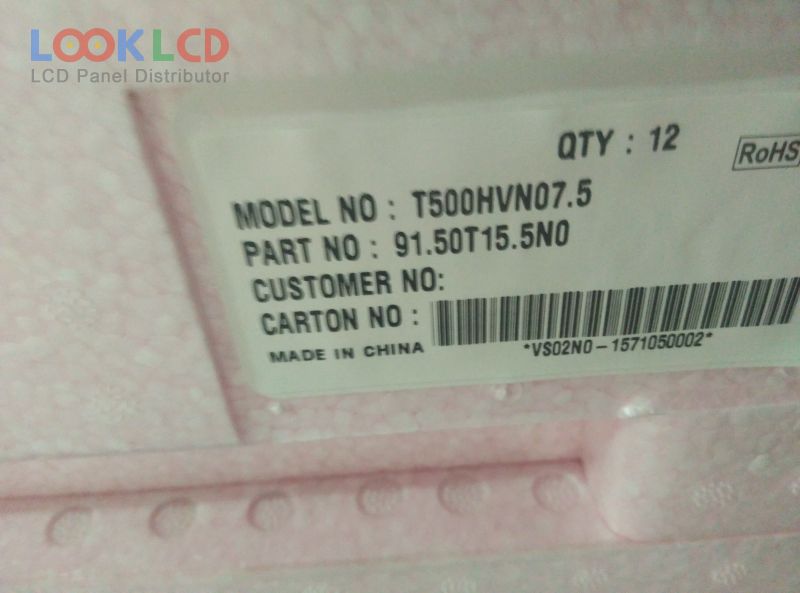 LOOK LCD
LCD Panel Distributor
QTY : 12
RoHS
MODEL NO : T500HVN07.5
PART NO : 91.50T15.5N0
CUSTOMER NO:
CARTON NO :
MADE IN CHINA
*VS02N0-1571050002*